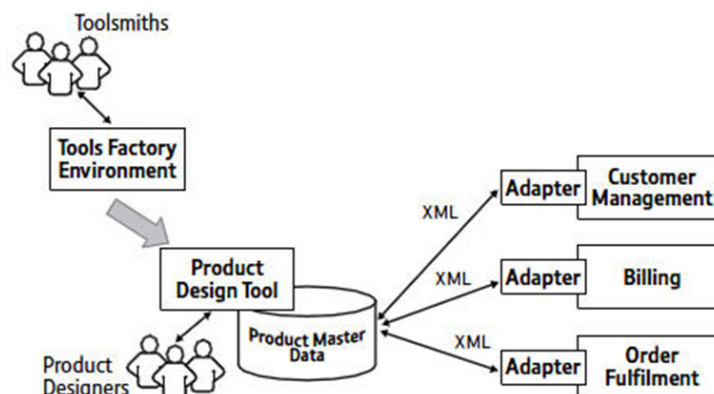 Toolsmiths
Tools Factory
Environment
Product
Design Tool
Product Master
Data
Product
Designers
XML
XML
XML
Adapter
Customer
Management
Adapter
Billing
Adapter
Order
Fulfilment